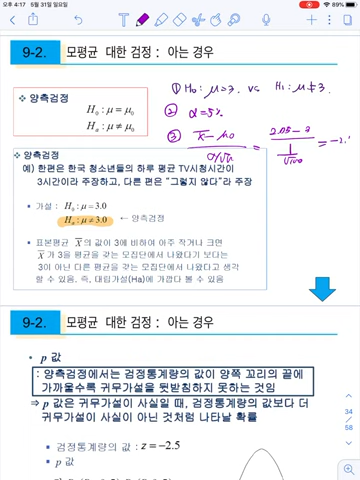 오후 4:17 5월 31일 일요일
89%
9-2. 모평균 대한 검정 : 아는 경우
양측검정
H₀ : μ = μ₀
Hₐ : μ ≠ μ₀
① H₀ : μ=3. vs H₁ : μ≠3.
② α=5%
③ x̄ - μ₀ / σ/√n = 2.75 - 3 / 1/√100 = -2.
양측검정
예) 한편은 한국 청소년들의 하루 평균 TV시청시간이
3시간이라 주장하고, 다른 편은 "그렇지 않다"라 주장
가설 : H₀ : μ = 3.0
Hₐ : μ ≠ 3.0 ← 양측검정
표본평균 X̄ 의 값이 3에 비하여 아주 작거나 크면
X̄ 가 3을 평균을 갖는 모집단에서 나왔다기 보다는
3이 아닌 다른 평균을 갖는 모집단에서 나왔다고 생각
할 수 있음. 즉, 대립가설(Ha)에 가깝다 볼 수 있음
9-2. 모평균 대한 검정 : 아는 경우
p 값
: 양측검정에서는 검정통계량의 값이 양쪽 꼬리의 끝에
가까울수록 귀무가설을 뒷받침하지 못하는 것임
⇒ p값은 귀무가설이 사실일 때, 검정통계량의 값보다 더
귀무가설이 사실이 아닌 것처럼 나타날 확률
검정통계량의 값 : z = −2.5
p 값
34
/
58